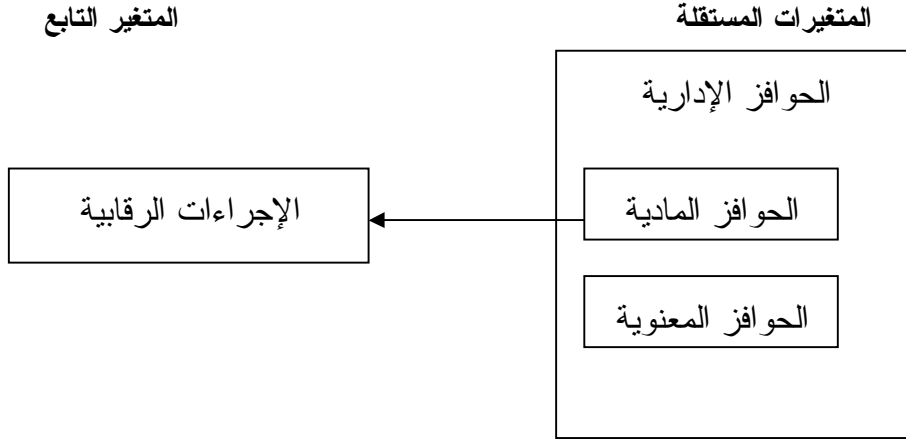 المتغيرات المستقلة
المتغير التابع
الحوافز الإدارية
الحوافز المادية
الإجراءات الرقابية
الحوافز المعنوية